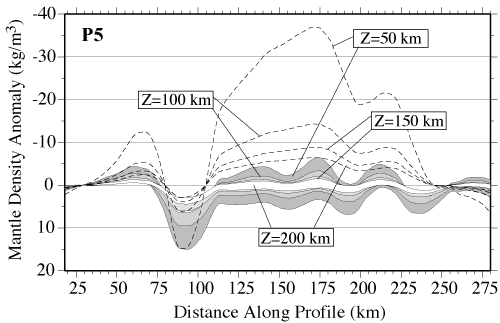 -40
-30
-20
-10
0
10
20
Mantle Density Anomaly (kg/m³)
P5
Z=50 km
Z=100 km
Z=150 km
Z=200 km
25 50 75 100 125 150 175 200 225 250 275
Distance Along Profile (km)